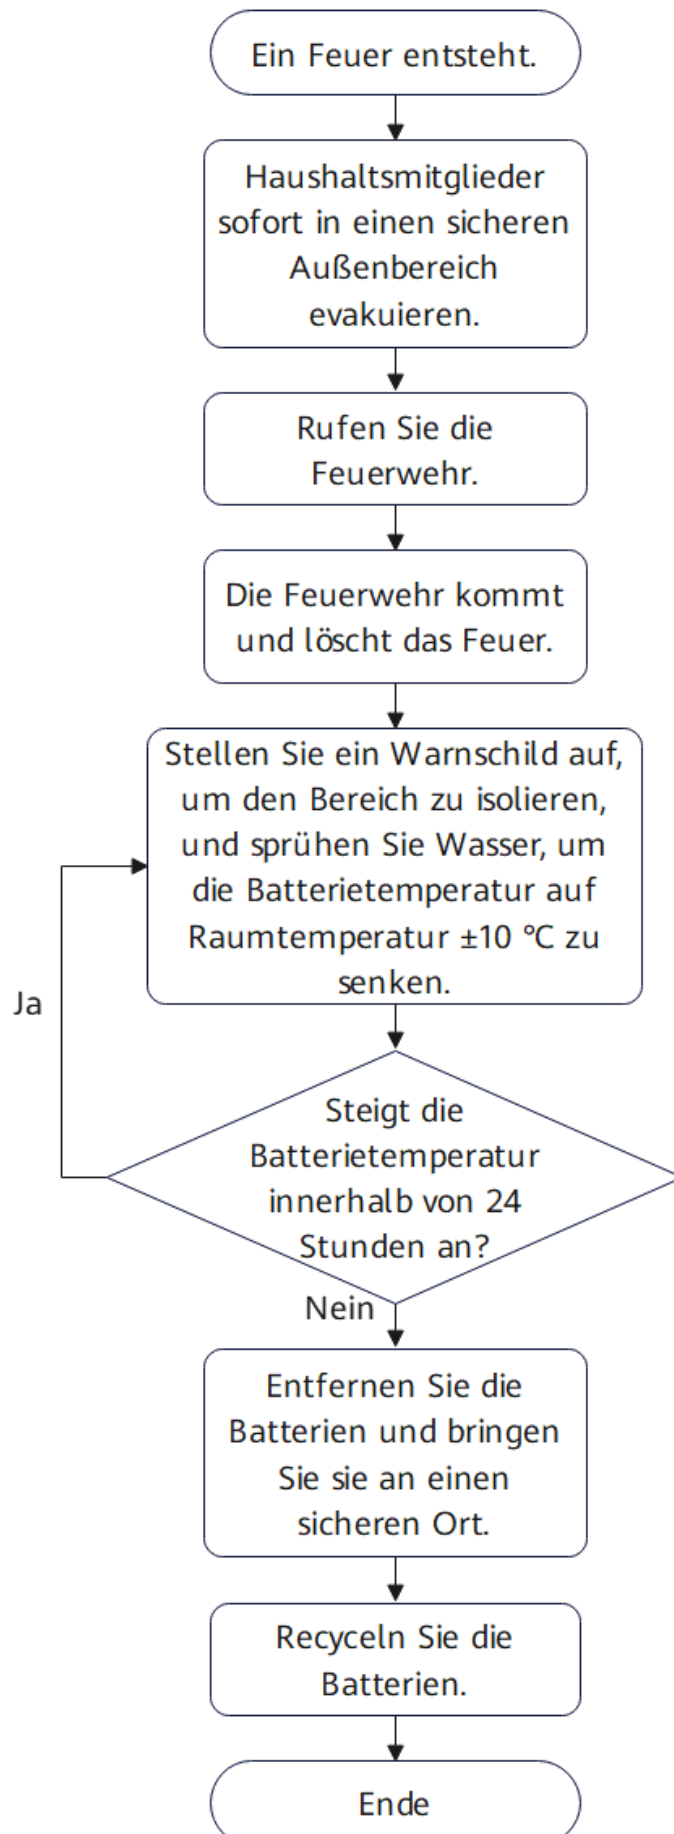 Ein Feuer entsteht.
Haushaltsmitglieder
sofort in einen sicheren
Außenbereich
evakuieren.
Rufen Sie die
Feuerwehr.
Die Feuerwehr kommt
und löscht das Feuer.
Stellen Sie ein Warnschild auf,
um den Bereich zu isolieren,
und sprühen Sie Wasser, um
die Batterietemperatur auf
Raumtemperatur ±10 °C zu
senken.
Ja
Steigt die
Batterietemperatur
innerhalb von 24
Stunden an?
Nein
Entfernen Sie die
Batterien und bringen
Sie sie an einen
sicheren Ort.
Recyceln Sie die
Batterien.
Ende